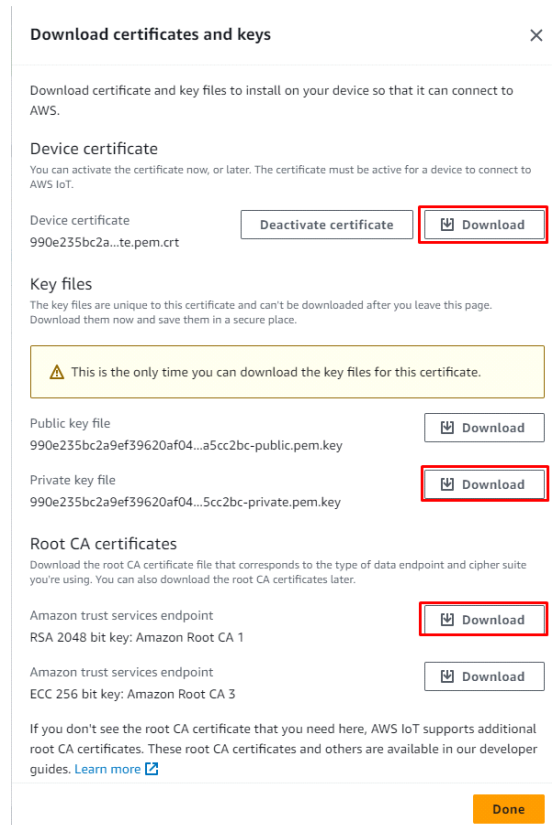 Download certificates and keys
Download certificate and key files to install on your device so that it can connect to
AWS.
Device certificate
You can activate the certificate now, or later. The certificate must be active for a device to connect to
AWS IoT.
Device certificate
990e235bc2a...te.pem.crt
Deactivate certificate
Download
Key files
The key files are unique to this certificate and can't be downloaded after you leave this page.
Download them now and save them in a secure place.
This is the only time you can download the key files for this certificate.
Public key file
990e235bc2a9ef39620af04...a5cc2bc-public.pem.key
Download
Private key file
990e235bc2a9ef39620af04...5cc2bc-private.pem.key
Download
Root CA certificates
Download the root CA certificate file that corresponds to the type of data endpoint and cipher suite
you're using. You can also download the root CA certificates later.
Amazon trust services endpoint
RSA 2048 bit key: Amazon Root CA 1
Download
Amazon trust services endpoint
ECC 256 bit key: Amazon Root CA 3
Download
If you don't see the root CA certificate that you need here, AWS IoT supports additional
root CA certificates. These root CA certificates and others are available in our developer
guides. Learn more
Done